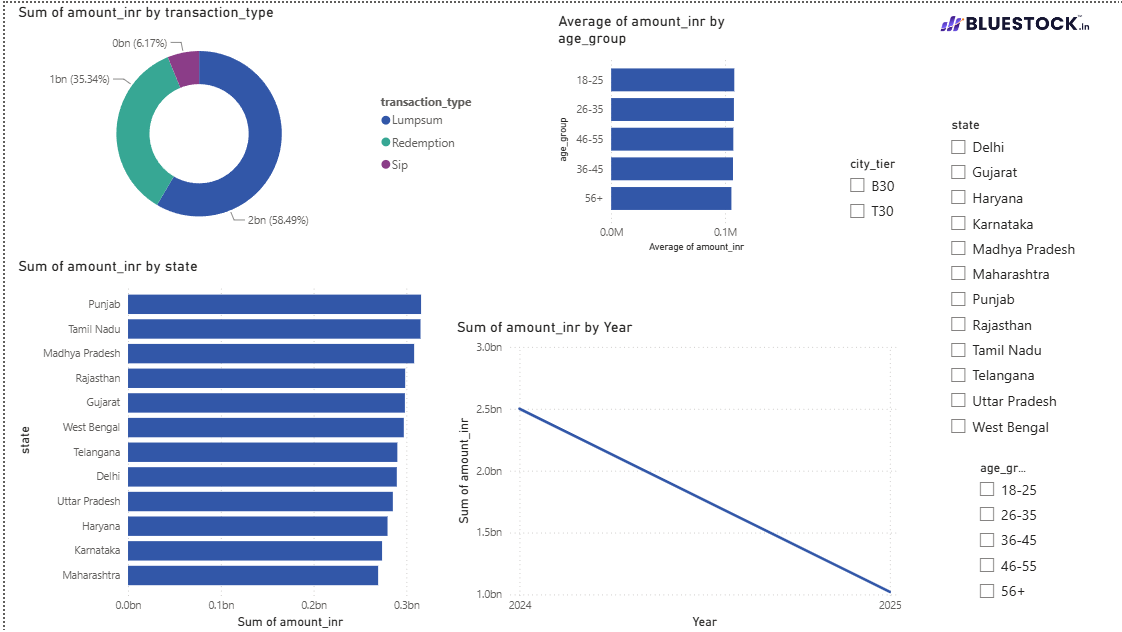 Sum of amount_inr by transaction_type
0bn (6.17%)
1bn (35.34%)
2bn (58.49%)
transaction_type
Lumpsum
Redemption
Sip
Average of amount_inr by
age_group
age_group
18-25
26-35
46-55
36-45
56+
0.0M 0.1M
Average of amount_inr
BLUESTOCK.in
city_tier
B30
T30
state
Delhi
Gujarat
Haryana
Karnataka
Madhya Pradesh
Maharashtra
Punjab
Rajasthan
Tamil Nadu
Telangana
Uttar Pradesh
West Bengal
age_gr...
18-25
26-35
36-45
46-55
56+
Sum of amount_inr by state
state
Punjab
Tamil Nadu
Madhya Pradesh
Rajasthan
Gujarat
West Bengal
Telangana
Delhi
Uttar Pradesh
Haryana
Karnataka
Maharashtra
0.0bn 0.1bn 0.2bn 0.3bn
Sum of amount_inr
Sum of amount_inr by Year
Sum of amount_inr
3.0bn
2.5bn
2.0bn
1.5bn
1.0bn
2024 2025
Year